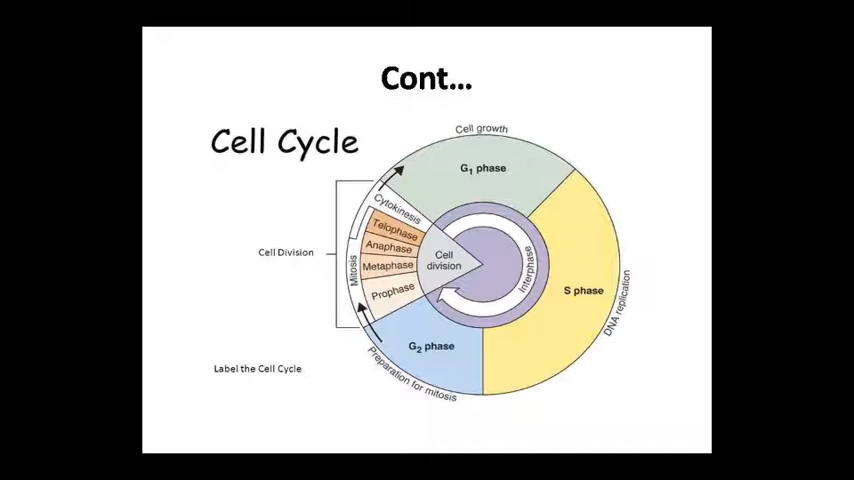 Cont...
Cell Cycle
Cell growth
G1 phase
Cytokinesis
Telophase
Anaphase
Metaphase
Prophase
Mitosis
Cell Division
Cell
division
Interphase
S phase
DNA replication
G2 phase
Preparation for mitosis
Label the Cell Cycle